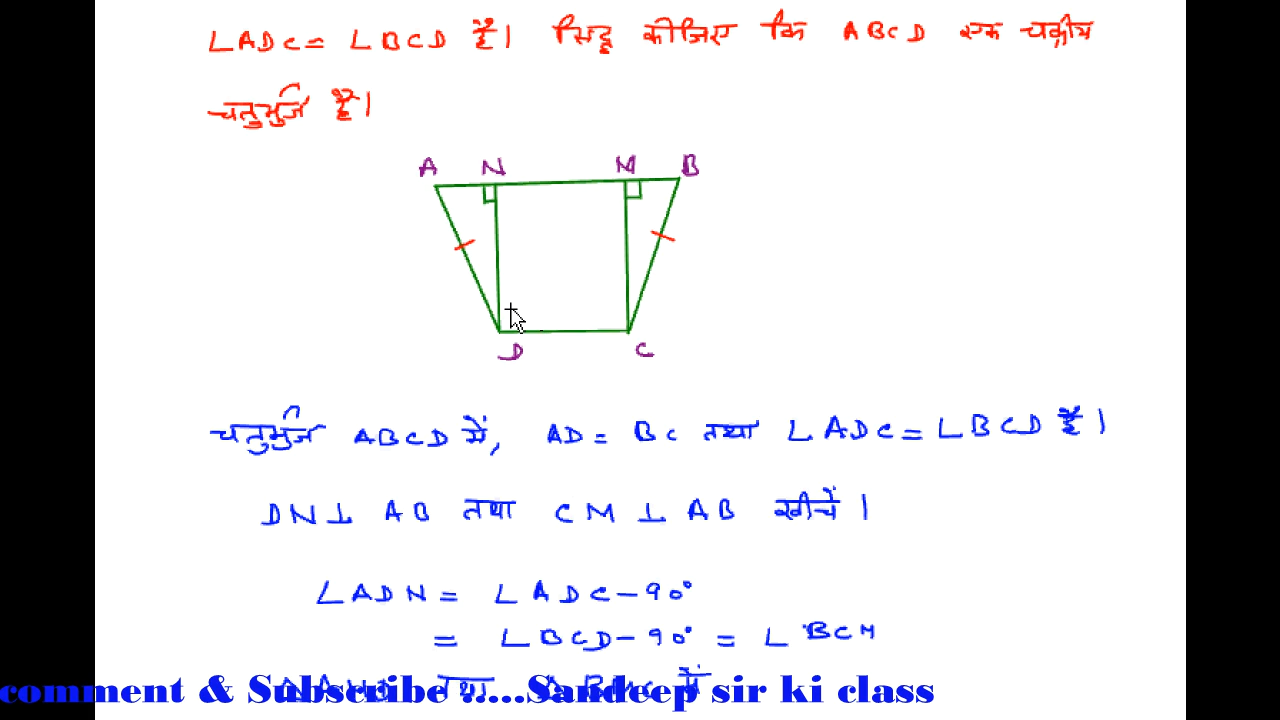 ∠ADC = ∠BCD है। सिद्ध कीजिए कि ABCD एक चक्रीय
चतुर्भुज है।
A N M B
D C
चतुर्भुज ABCD में, AD = BC तथा ∠ADC = ∠BCD है।
DN ⊥ AB तथा CM ⊥ AB खींचें।
∠ADN = ∠ADC - 90°
= ∠BCD - 90° = ∠BCM
तथा में
comment & Subscribe .....Sandeep sir ki class